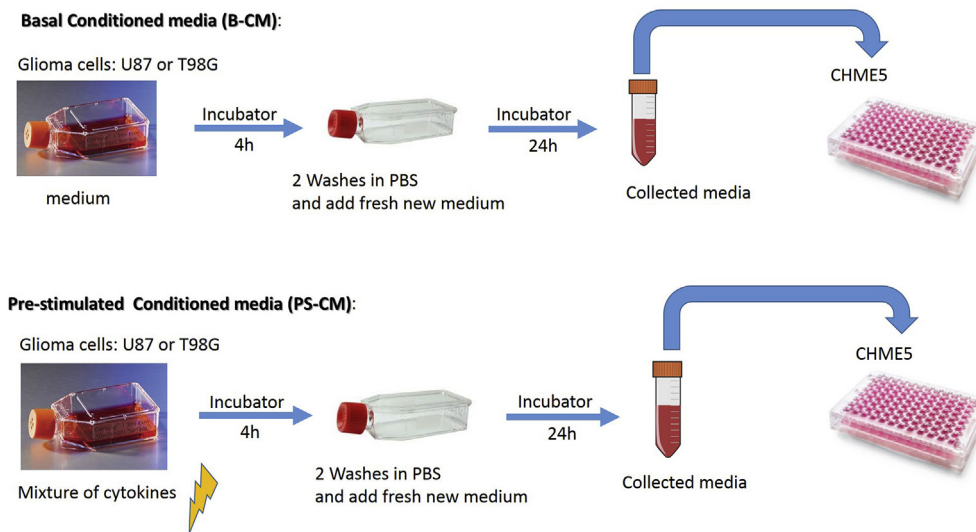 Basal Conditioned media (B-CM):
Glioma cells: U87 or T98G
medium
Incubator
4h
2 Washes in PBS
and add fresh new medium
Incubator
24h
Collected media
CHME5
Pre-stimulated Conditioned media (PS-CM):
Glioma cells: U87 or T98G
Mixture of cytokines
Incubator
4h
2 Washes in PBS
and add fresh new medium
Incubator
24h
Collected media
CHME5